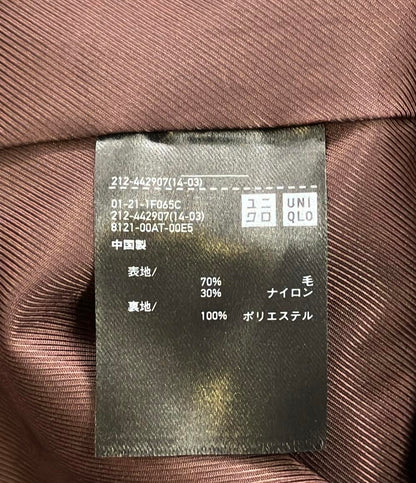 212-442907(14-03)
01-21-1F065C
212-442907(14-03)
8121-00AT-00E5
中国製
ユニ
クロ
UNI
QLO
表地/
70% 毛
30% ナイロン
裏地/
100% ポリエステル